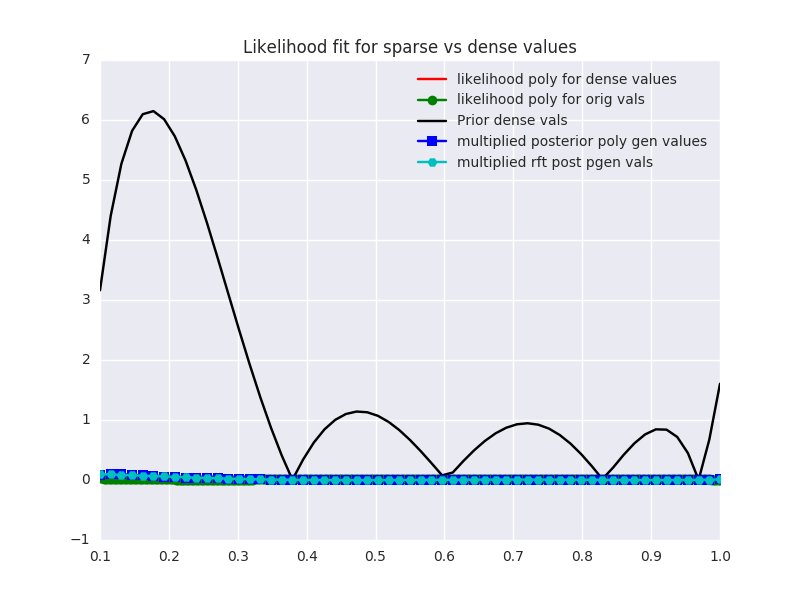 Likelihood fit for sparse vs dense values
7
likelihood poly for dense values
likelihood poly for orig vals
6
Prior dense vals
multiplied posterior poly gen values
multiplied rft post pgen vals
5
4
3
2
1
0
−1
0.1 0.2 0.3 0.4 0.5 0.6 0.7 0.8 0.9 1.0